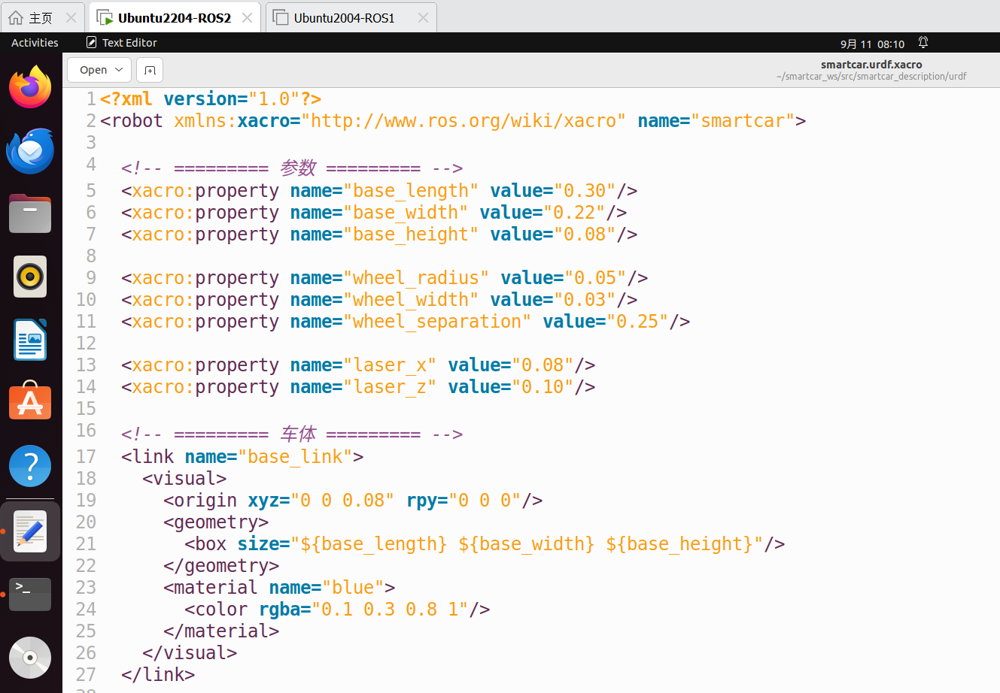 主页
Ubuntu2204-ROS2
Ubuntu2004-ROS1
Activities
Text Editor
9月 11 08:10
Open
smartcar.urdf.xacro
~/smartcar_ws/src/smartcar_description/urdf
1 <?xml version="1.0"?>
2 <robot xmlns:xacro="http://www.ros.org/wiki/xacro" name="smartcar">
3
4   <!-- ========= 参数 ========= -->
5   <xacro:property name="base_length" value="0.30"/>
6   <xacro:property name="base_width" value="0.22"/>
7   <xacro:property name="base_height" value="0.08"/>
8
9   <xacro:property name="wheel_radius" value="0.05"/>
10   <xacro:property name="wheel_width" value="0.03"/>
11   <xacro:property name="wheel_separation" value="0.25"/>
12
13   <xacro:property name="laser_x" value="0.08"/>
14   <xacro:property name="laser_z" value="0.10"/>
15
16   <!-- ========= 车体 ========= -->
17   <link name="base_link">
18     <visual>
19       <origin xyz="0 0 0.08" rpy="0 0 0"/>
20       <geometry>
21         <box size="${base_length} ${base_width} ${base_height}"/>
22       </geometry>
23       <material name="blue">
24         <color rgba="0.1 0.3 0.8 1"/>
25       </material>
26     </visual>
27   </link>